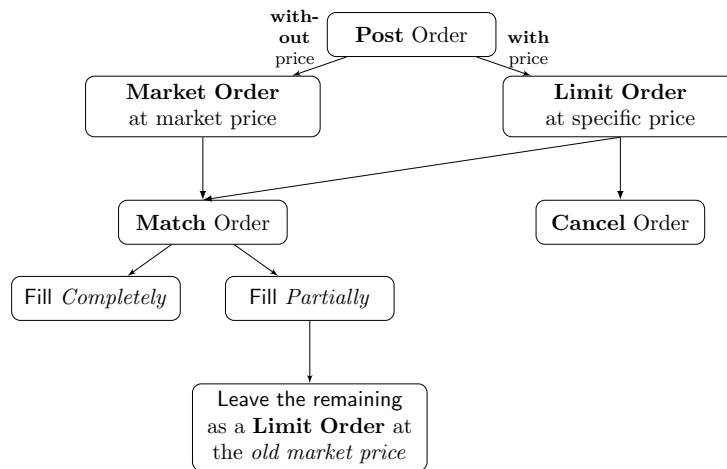 with-
out
price
Post Order
with
price
Market Order
at market price
Limit Order
at specific price
Match Order
Cancel Order
Fill Completely
Fill Partially
Leave the remaining
as a Limit Order at
the old market price